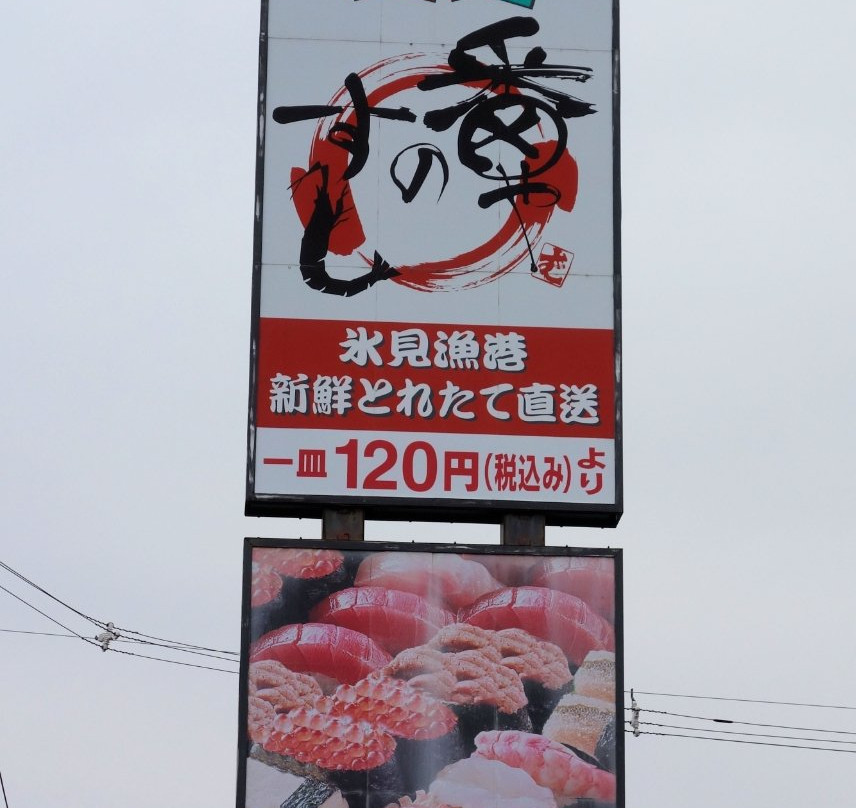 すし
の
番や
氷見漁港
新鮮とれたて直送
一皿120円(税込み)より